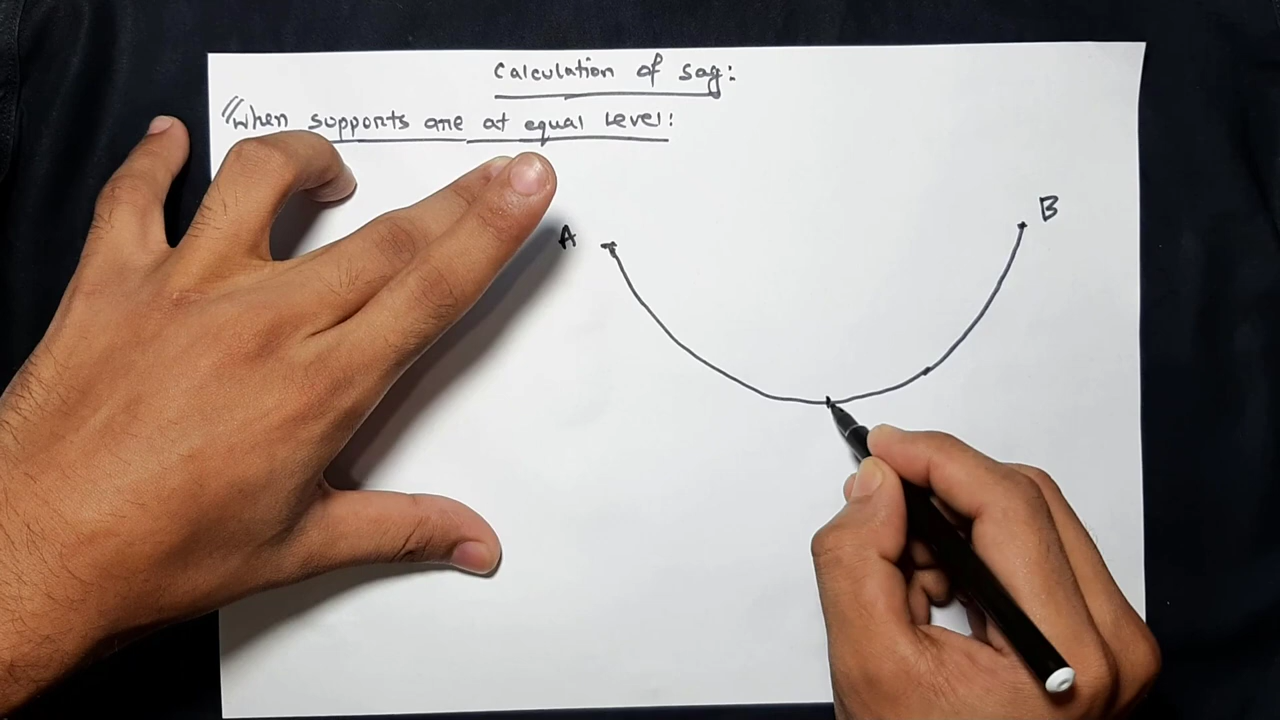 Calculation of sag:
"When supports are at equal level:
A
B